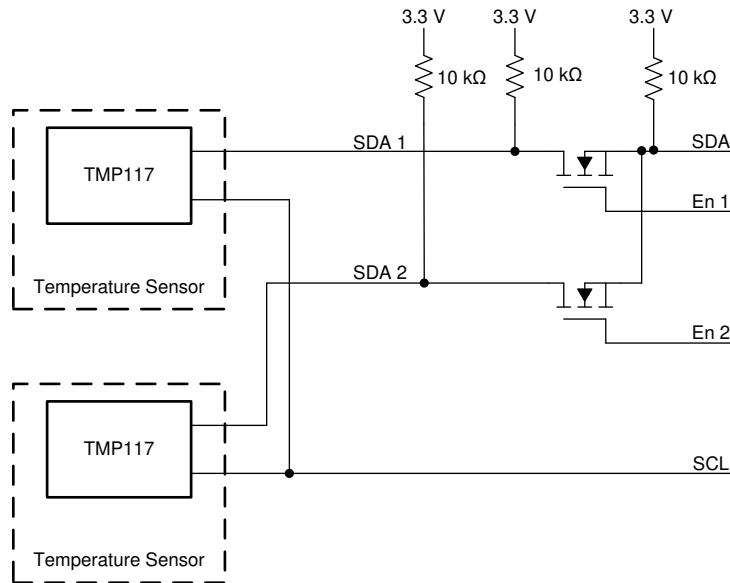 3.3 V 3.3 V 3.3 V
10 kΩ 10 kΩ 10 kΩ
SDA 1 SDA
TMP117
En 1
Temperature Sensor
SDA 2
En 2
TMP117
SCL
Temperature Sensor